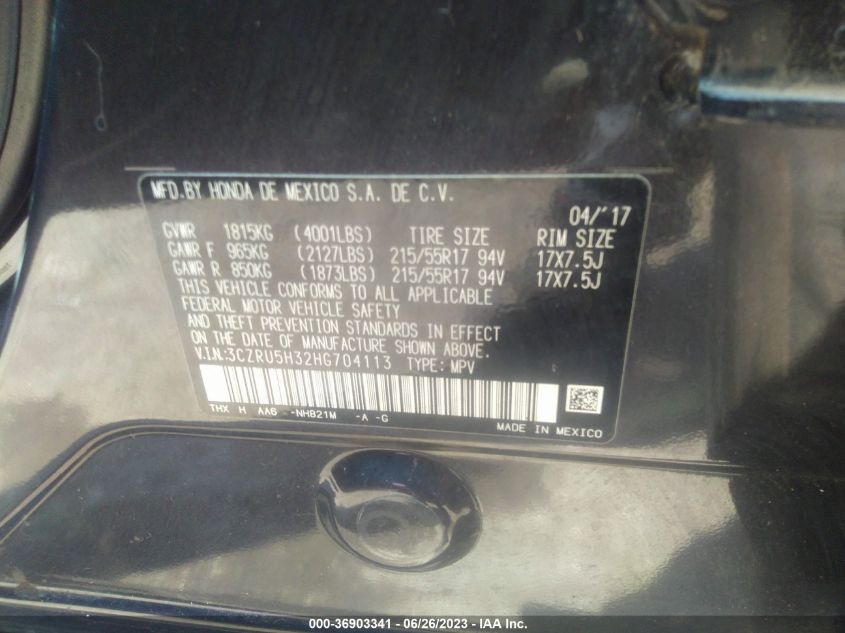 MFD.BY HONDA DE MEXICO S.A. DE C.V.
04/'17
GVWR 1815KG (4001LBS) TIRE SIZE RIM SIZE
GAWR F 965KG (2127LBS) 215/55R17 94V 17X7.5J
GAWR R 850KG (1873LBS) 215/55R17 94V 17X7.5J
THIS VEHICLE CONFORMS TO ALL APPLICABLE
FEDERAL MOTOR VEHICLE SAFETY
AND THEFT PREVENTION STANDARDS IN EFFECT
ON THE DATE OF MANUFACTURE SHOWN ABOVE.
V.I.N:3CZRU5H32HG704113 TYPE: MPV
THX H AA6 -NH821M -A -G
MADE IN MEXICO
000-36903341 - 06/26/2023 - IAA Inc.